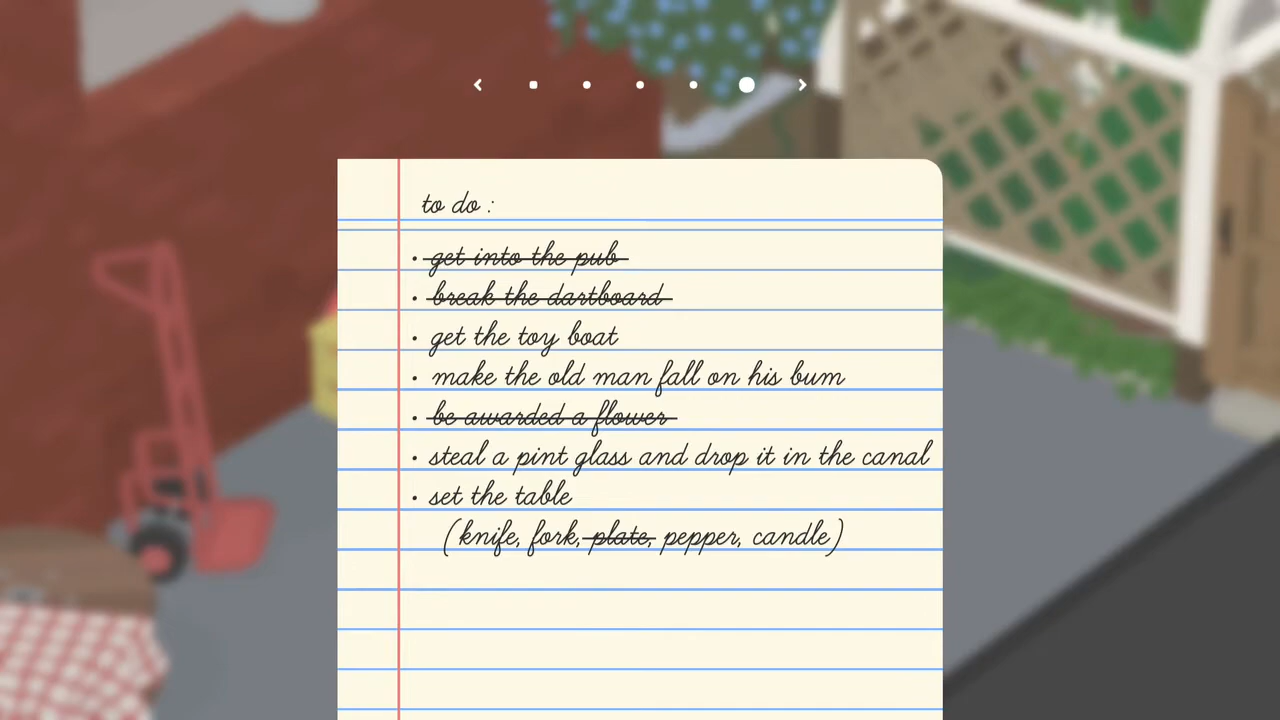 to do :
• get into the pub
• break the dartboard
• get the toy boat
• make the old man fall on his bum
• be awarded a flower
• steal a pint glass and drop it in the canal
• set the table
(knife, fork, plate, pepper, candle)